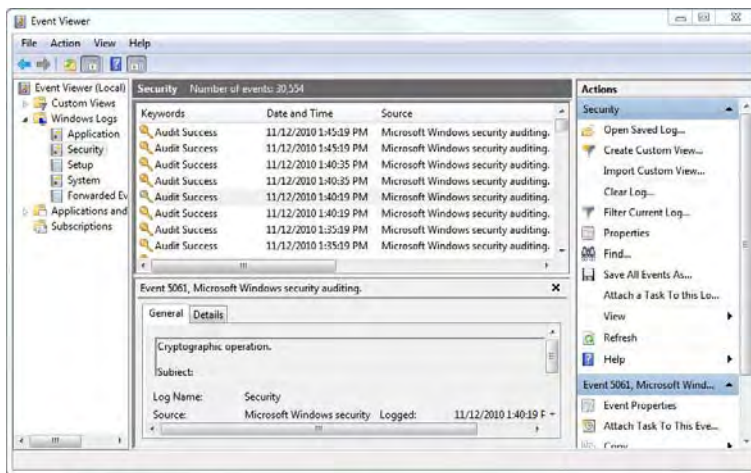 Event Viewer
File Action View Help
Event Viewer (Local)
Custom Views
Windows Logs
Application
Security
Setup
System
Forwarded Ev
Applications and
Subscriptions
Security Number of events: 30,554
Keywords Date and Time Source
Audit Success 11/12/2010 1:45:19 PM Microsoft Windows security auditing.
Audit Success 11/12/2010 1:45:19 PM Microsoft Windows security auditing.
Audit Success 11/12/2010 1:40:35 PM Microsoft Windows security auditing.
Audit Success 11/12/2010 1:40:35 PM Microsoft Windows security auditing.
Audit Success 11/12/2010 1:40:19 PM Microsoft Windows security auditing.
Audit Success 11/12/2010 1:40:19 PM Microsoft Windows security auditing.
Audit Success 11/12/2010 1:35:19 PM Microsoft Windows security auditing.
Audit Success 11/12/2010 1:35:19 PM Microsoft Windows security auditing.
Event 5061, Microsoft Windows security auditing.
General Details
Cryptographic operation.
Subject:
Log Name: Security
Source: Microsoft Windows security Logged: 11/12/2010 1:40:19 P
Actions
Security
Open Saved Log...
Create Custom View...
Import Custom View...
Clear Log...
Filter Current Log...
Properties
Find...
Save All Events As...
Attach a Task To this Lo...
View
Refresh
Help
Event 5061, Microsoft Wind...
Event Properties
Attach Task To This Eve...
Copy